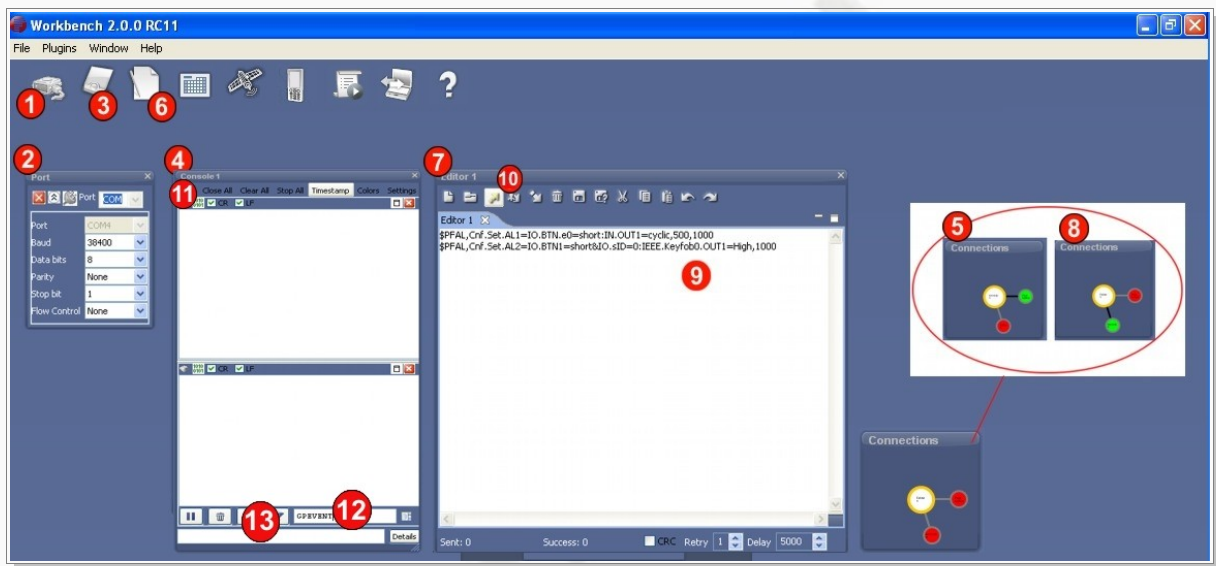 Workbench 2.0.0 RC11
File Plugins Window Help
1
3
6
?
2
Port
Port COM
Port COM4
Baud 38400
Data bits 8
Parity None
Stop bit 1
Flow Control None
4
Console 1
11
Close All Clear All Stop All Timestamp Colors Settings
CR LF
CR LF
13
GPEVENT
12
Details
7
Editor 1
10
Editor 1
$PFAL,Cnf.Set.AL1=IO.BTN.e0=short:IN.OUT1=cyclic,500,1000
$PFAL,Cnf.Set.AL2=IO.BTN1=short&IO.sID=0:IEEE.Keyfob0.OUT1=High,1000
9
Sent: 0 Success: 0 CRC Retry 1 Delay 5000
5
Connections
8
Connections
Connections